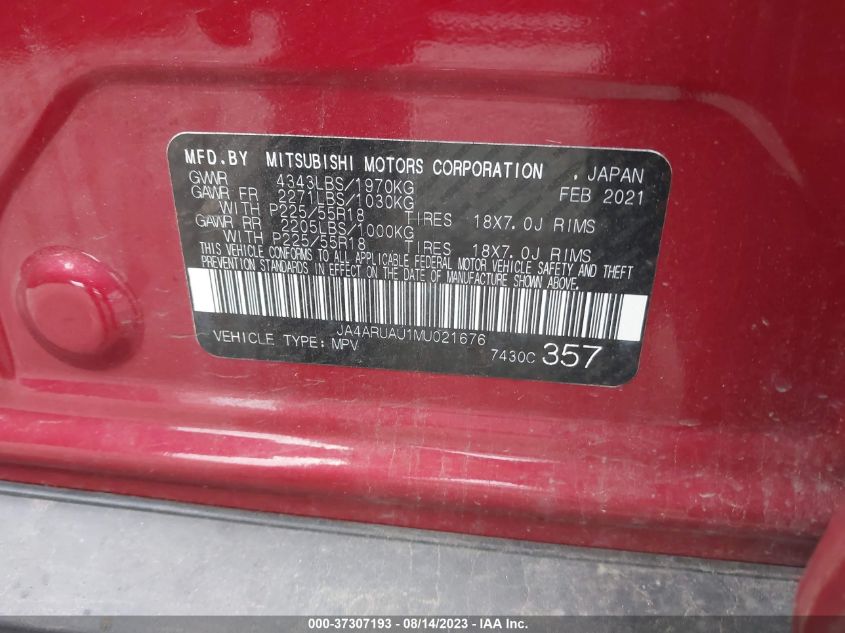 MFD.BY MITSUBISHI MOTORS CORPORATION . JAPAN
GVWR 4343LBS/1970KG FEB 2021
GAWR FR 2271LBS/1030KG
WITH P225/55R18 TIRES 18X7.0J RIMS
GAWR RR 2205LBS/1000KG
WITH P225/55R18 TIRES 18X7.0J RIMS
THIS VEHICLE CONFORMS TO ALL APPLICABLE FEDERAL MOTOR VEHICLE SAFETY AND THEFT
PREVENTION STANDARDS IN EFFECT ON THE DATE OF MANUFACTURE SHOWN ABOVE.
JA4ARUAU1MU021676
VEHICLE TYPE: MPV 7430C 357
000-37307193 - 08/14/2023 - IAAI Inc.